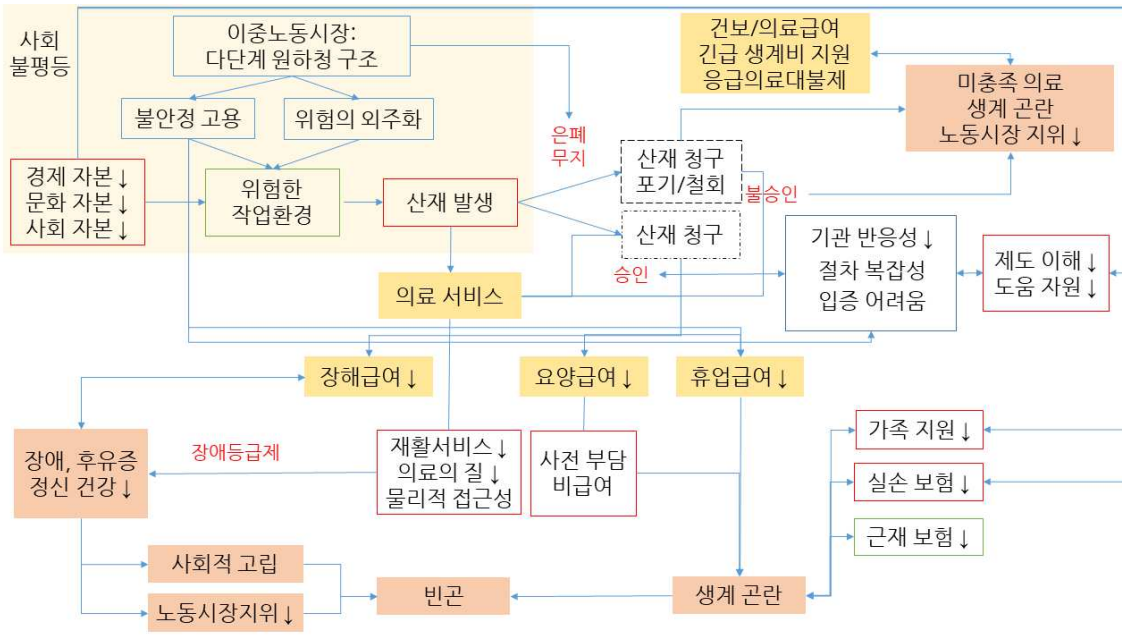 사회
불평등
이중노동시장:
다단계 원하청 구조
불안정 고용
위험의 외주화
경제 자본 ↓
문화 자본 ↓
사회 자본 ↓
위험한
작업환경
산재 발생
은폐
무지
건보/의료급여
긴급 생계비 지원
응급의료대불제
미충족 의료
생계 곤란
노동시장 지위 ↓
산재 청구
포기/철회
불승인
산재 청구
승인
기관 반응성 ↓
절차 복잡성
입증 어려움
제도 이해 ↓
도움 자원 ↓
의료 서비스
장해급여 ↓
요양급여 ↓
휴업급여 ↓
장애, 후유증
정신 건강 ↓
장애등급제
재활서비스 ↓
의료의 질 ↓
물리적 접근성
사전 부담
비급여
가족 지원 ↓
실손 보험 ↓
근재 보험 ↓
사회적 고립
노동시장지위 ↓
빈곤
생계 곤란